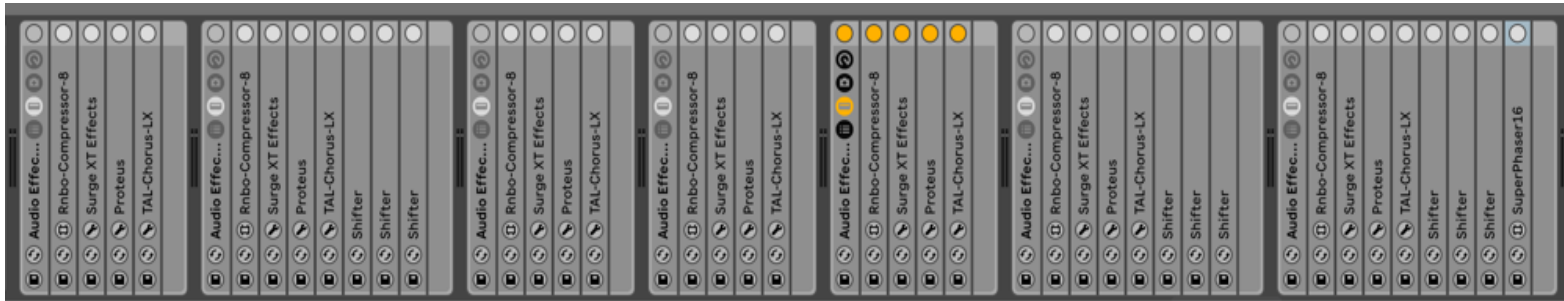 Audio Effec...
Rnbo-Compressor-8
Surge XT Effects
Proteus
TAL-Chorus-LX
Audio Effec...
Rnbo-Compressor-8
Surge XT Effects
Proteus
TAL-Chorus-LX
Shifter
Shifter
Shifter
Audio Effec...
Rnbo-Compressor-8
Surge XT Effects
Proteus
TAL-Chorus-LX
Audio Effec...
Rnbo-Compressor-8
Surge XT Effects
Proteus
TAL-Chorus-LX
Audio Effec...
Rnbo-Compressor-8
Surge XT Effects
Proteus
TAL-Chorus-LX
Audio Effec...
Rnbo-Compressor-8
Surge XT Effects
Proteus
TAL-Chorus-LX
Shifter
Shifter
Shifter
Audio Effec...
Rnbo-Compressor-8
Surge XT Effects
Proteus
TAL-Chorus-LX
Shifter
Shifter
Shifter
SuperPhaser16